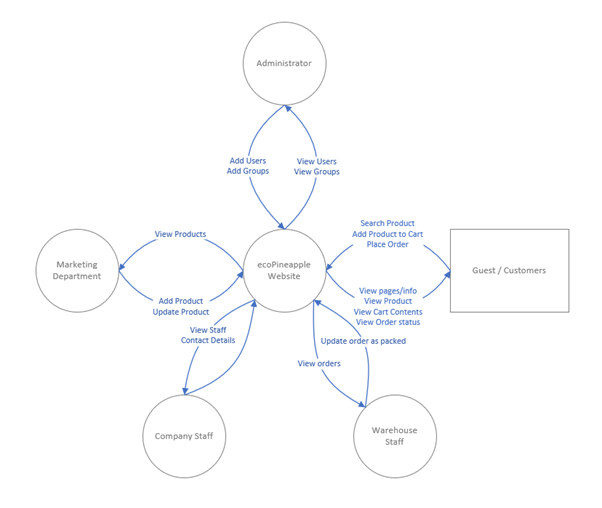 Administrator
Add Users
Add Groups
View Users
View Groups
Search Product
Add Product to Cart
Place Order
View Products
Marketing
Department
ecoPineapple
Website
Guest / Customers
Add Product
Update Product
View pages/info
View Product
View Cart Contents
View Order status
View Staff
Contact Details
Update order as packed
View orders
Company Staff
Warehouse
Staff